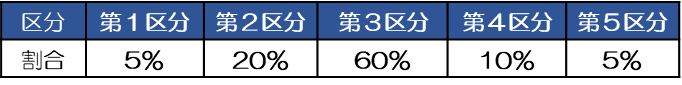 区分 第1区分 第2区分 第3区分 第4区分 第5区分
割合 5% 20% 60% 10% 5%